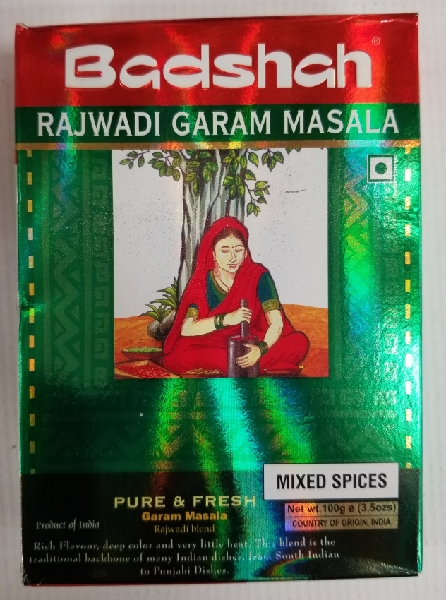 Badshah®
RAJWADI GARAM MASALA
MIXED SPICES
PURE & FRESH
Garam Masala
Rajwadi blend
Product of India
Net wt. 100g e (3.5ozs)
COUNTRY OF ORIGIN, INDIA
Rich Flavour, deep color and very little heat. This blend is the
traditional backbone of many Indian dishes, from South Indian
to Punjabi Dishes.